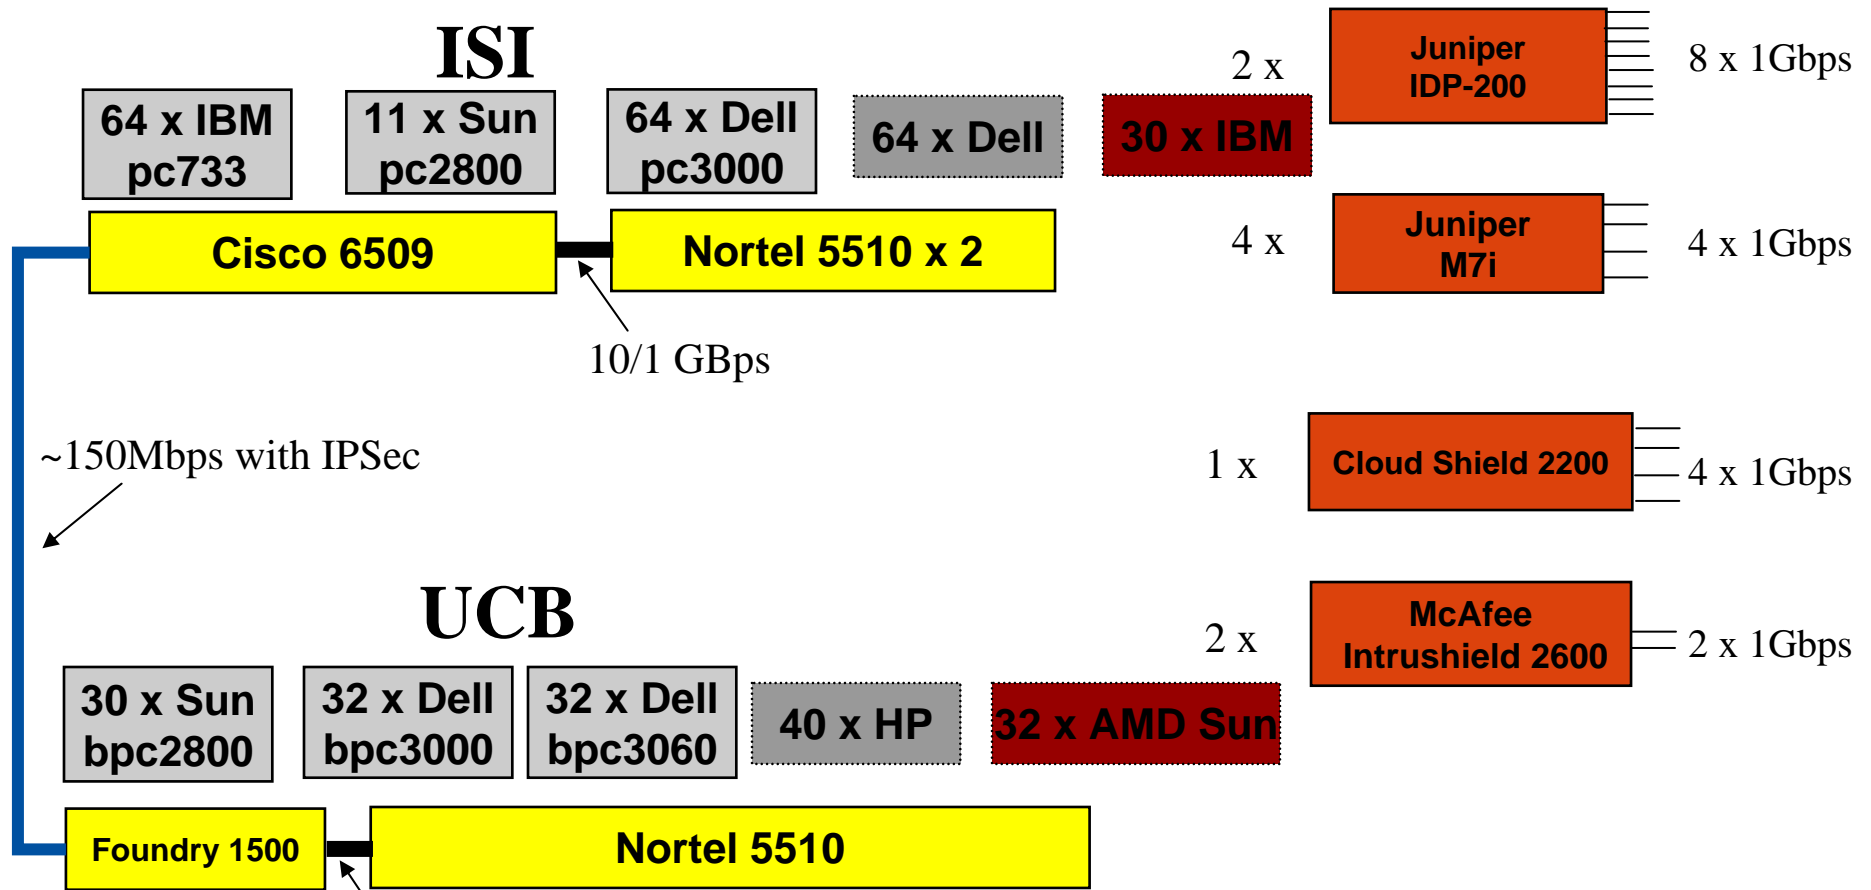 ISI
64 x IBM
pc733
11 x Sun
pc2800
64 x Dell
pc3000
64 x Dell
30 x IBM
2 x
Juniper
IDP-200
8 x 1Gbps
Cisco 6509
Nortel 5510 x 2
4 x
Juniper
M7i
4 x 1Gbps
10/1 GBps
~150Mbps with IPSec
1 x
Cloud Shield 2200
4 x 1Gbps
UCB
2 x
McAfee
Intrushield 2600
2 x 1Gbps
30 x Sun
bpc2800
32 x Dell
bpc3000
32 x Dell
bpc3060
40 x HP
32 x AMD Sun
Foundry 1500
Nortel 5510